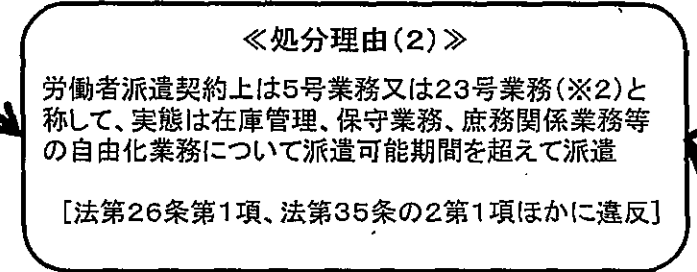 ≪処分理由(2)≫
労働者派遣契約上は5号業務又は23号業務(※2)と
称して、実態は在庫管理、保守業務、庶務関係業務等
の自由化業務について派遣可能期間を超えて派遣
[法第26条第1項、法第35条の2第1項ほかに違反]